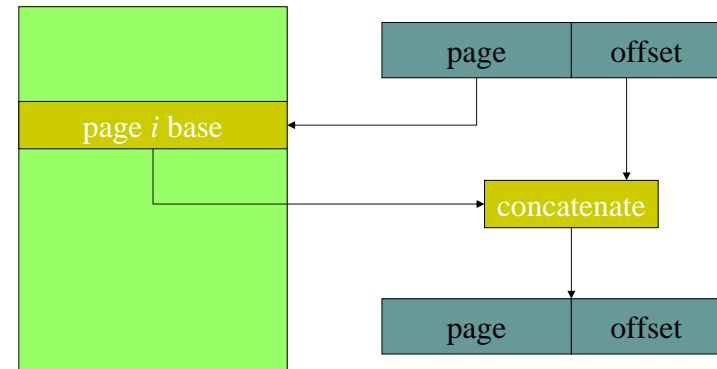 page offset
page i base
concatenate
page offset